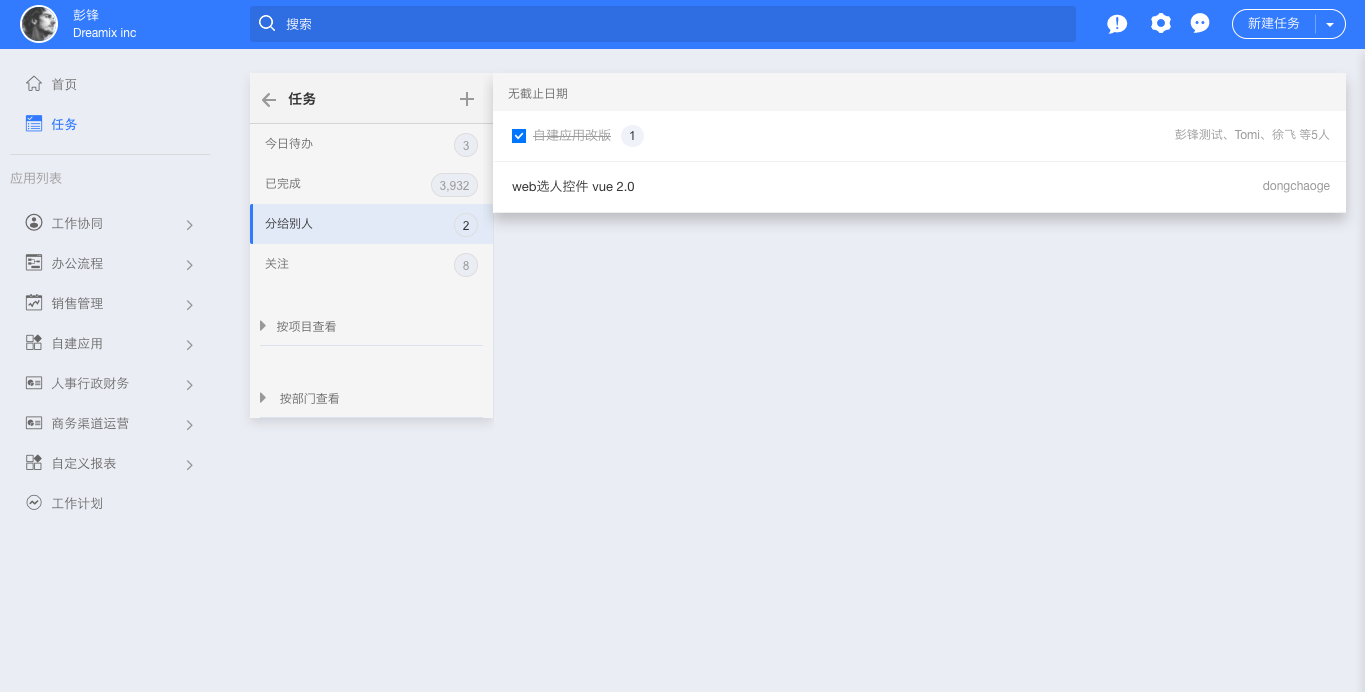 彭锋
Dreamix inc
搜索
新建任务
首页
任务
应用列表
工作协同
办公流程
销售管理
自建应用
人事行政财务
商务渠道运营
自定义报表
工作计划
任务
今日待办 3
已完成 3,932
分给别人 2
关注 8
按项目查看
按部门查看
无截止日期
自建应用改版 1 彭锋测试、Tomi、徐飞 等5人
web选人控件 vue 2.0 dongchaoge